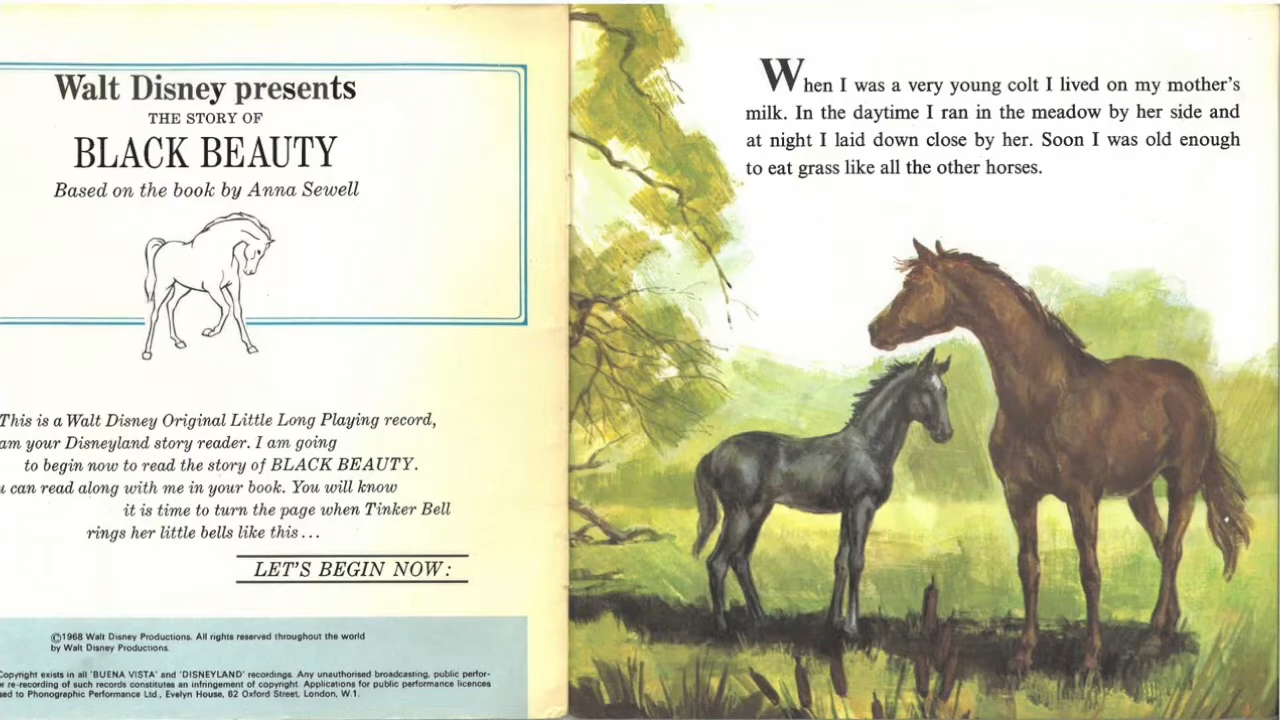 Walt Disney presents
THE STORY OF
BLACK BEAUTY
Based on the book by Anna Sewell
This is a Walt Disney Original Little Long Playing record,
am your Disneyland story reader. I am going
to begin now to read the story of BLACK BEAUTY.
can read along with me in your book. You will know
it is time to turn the page when Tinker Bell
rings her little bells like this...
LET'S BEGIN NOW:
©1968 Walt Disney Productions. All rights reserved throughout the world
by Walt Disney Productions.
Copyright exists in all 'BUENA VISTA' and 'DISNEYLAND' recordings. Any unauthorised broadcasting, public perfor-
re-recording of such records constitutes an infringement of copyright. Applications for public performance licences
to Phonographic Performance Ltd., Evelyn House, 62 Oxford Street, London, W.1.
When I was a very young colt I lived on my mother's
milk. In the daytime I ran in the meadow by her side and
at night I laid down close by her. Soon I was old enough
to eat grass like all the other horses.